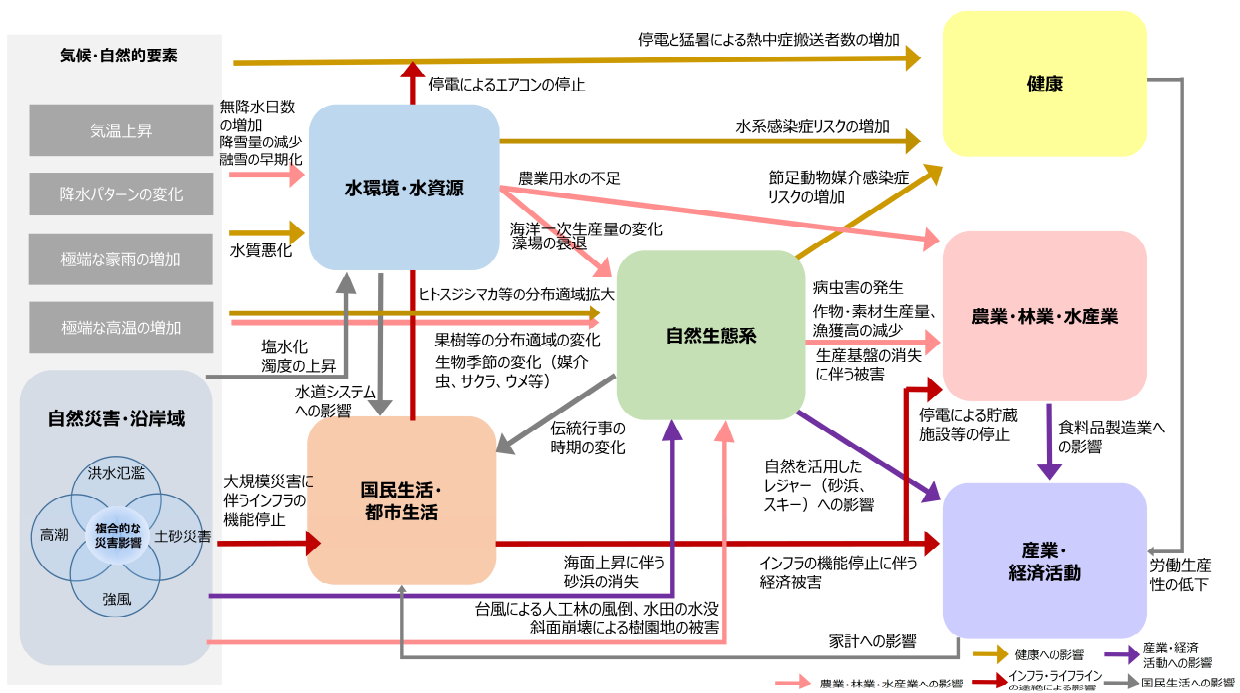 気候・自然的要素
気温上昇
降水パターンの変化
極端な豪雨の増加
極端な高温の増加
自然災害・沿岸域
洪水氾濫
高潮
複合的な
災害影響
土砂災害
強風
無降水日数
の増加
降雪量の減少
融雪の早期化
水質悪化
停電と猛暑による熱中症搬送者数の増加
停電によるエアコンの停止
水環境・水資源
水系感染症リスクの増加
農業用水の不足
節足動物媒介感染症
リスクの増加
海洋一次生産量の変化
藻場の衰退
健康
ヒトスジシマカ等の分布適域拡大
果樹等の分布適域の変化
生物季節の変化（媒介
虫、サクラ、ウメ等）
塩水化
濁度の上昇
水道システム
への影響
自然生態系
病虫害の発生
作物・素材生産量、
漁獲高の減少
生産基盤の消失
に伴う被害
農業・林業・水産業
伝統行事の
時期の変化
停電による貯蔵
施設等の停止
食料品製造業へ
の影響
大規模災害に
伴うインフラの
機能停止
国民生活・
都市生活
自然を活用した
レジャー（砂浜、
スキー）への影響
海面上昇に伴う
砂浜の消失
インフラの機能停止に伴う
経済被害
産業・
経済活動
労働生産
性の低下
台風による人工林の風倒、水田の水没
斜面崩壊による樹園地の被害
家計への影響
健康への影響
産業・経済
活動への影響
農業・林業・水産業への影響
インフラ・ライフライン
の途絶による影響
国民生活への影響